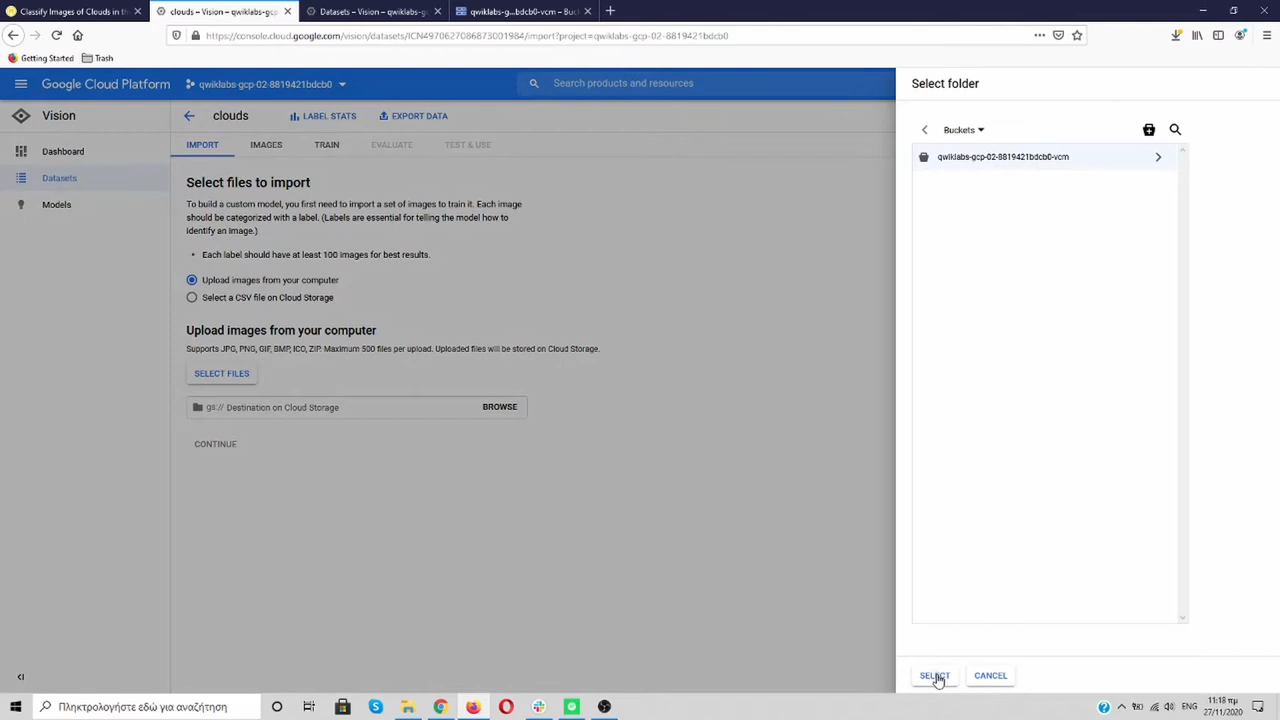 Classify Images of Clouds in th
clouds – Vision – qwiklabs-gcp
Datasets – Vision – qwiklabs-g
qwiklabs-g...bdcb0-vcm – Buc
https://console.cloud.google.com/vision/datasets/ICN4970627086873001984/import?project=qwiklabs-gcp-02-8819421bdcb0
Getting Started
Trash
Google Cloud Platform
qwiklabs-gcp-02-8819421bdcb0
Search products and resources
Select folder
Vision
clouds
LABEL STATS
EXPORT DATA
Buckets
Dashboard
IMPORT
IMAGES
TRAIN
EVALUATE
TEST & USE
qwiklabs-gcp-02-8819421bdcb0-vcm
Datasets
Select files to import
Models
To build a custom model, you first need to import a set of images to train it. Each image
should be categorized with a label. (Labels are essential for telling the model how to
identify an image.)
• Each label should have at least 100 images for best results.
Upload images from your computer
Select a CSV file on Cloud Storage
Upload images from your computer
Supports JPG, PNG, GIF, BMP, ICO, ZIP. Maximum 500 files per upload. Uploaded files will be stored on Cloud Storage.
SELECT FILES
gs:// Destination on Cloud Storage
BROWSE
CONTINUE
SELECT
CANCEL
Πληκτρολογήστε εδώ για αναζήτηση
ENG
11:18 πμ
27/11/2020